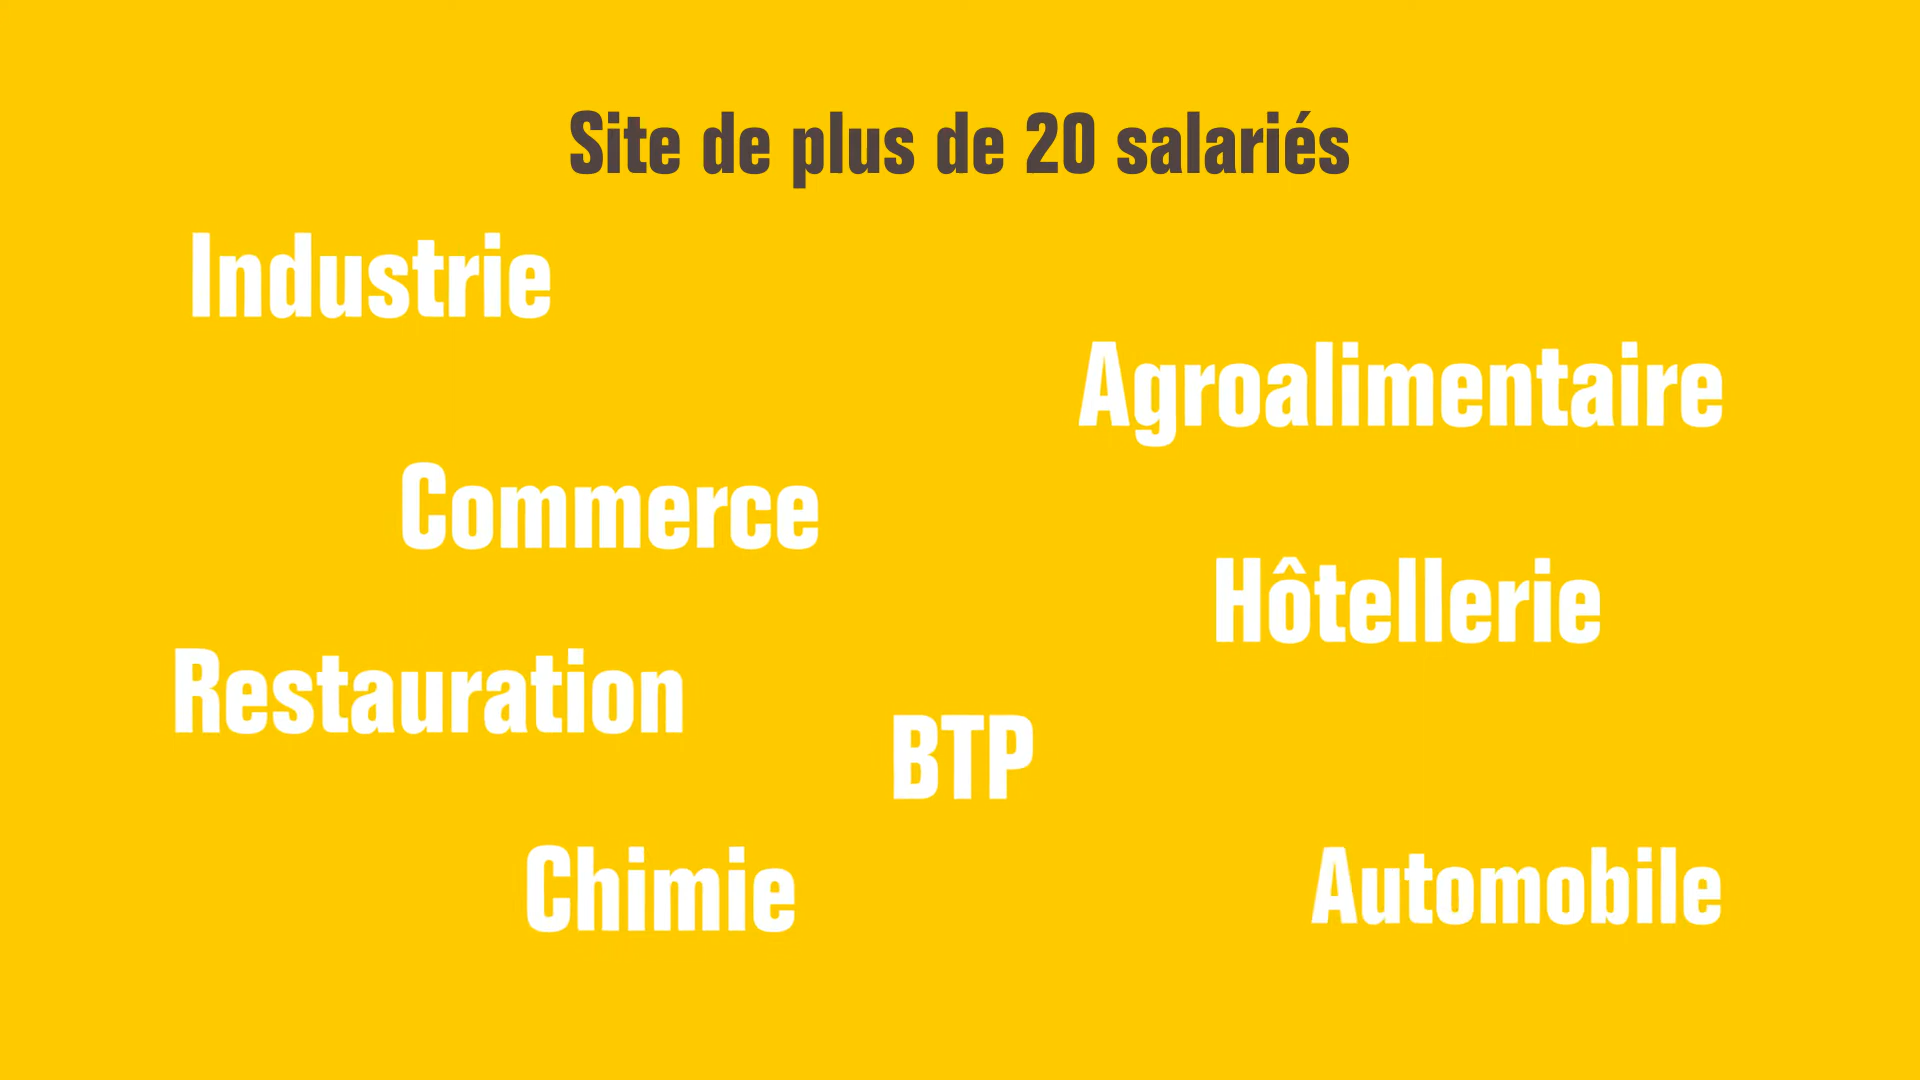 Site de plus de 20 salariés
Industrie
Agroalimentaire
Commerce
Hôtellerie
Restauration
BTP
Chimie
Automobile